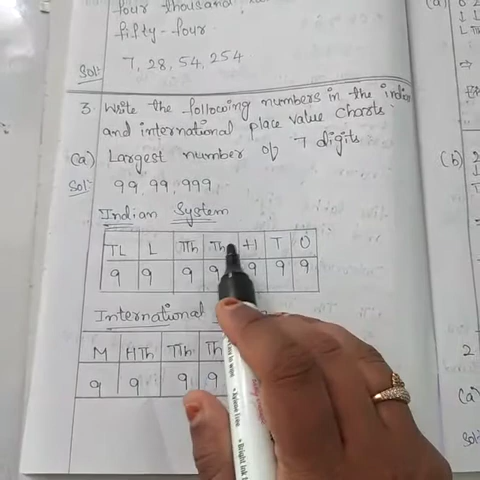 four thousand,
fifty-four.
Sol: 7, 28, 54, 254
3. Write the following numbers in the indian
and international place value charts.
(a) Largest number of 7 digits
Sol: 99,99,999
Indian System
TL L TTh Th H T O
9 9 9 9 9 9 9
International
M HTh TTh Th
9 9 9 9
(a)
(b)
2
(a)